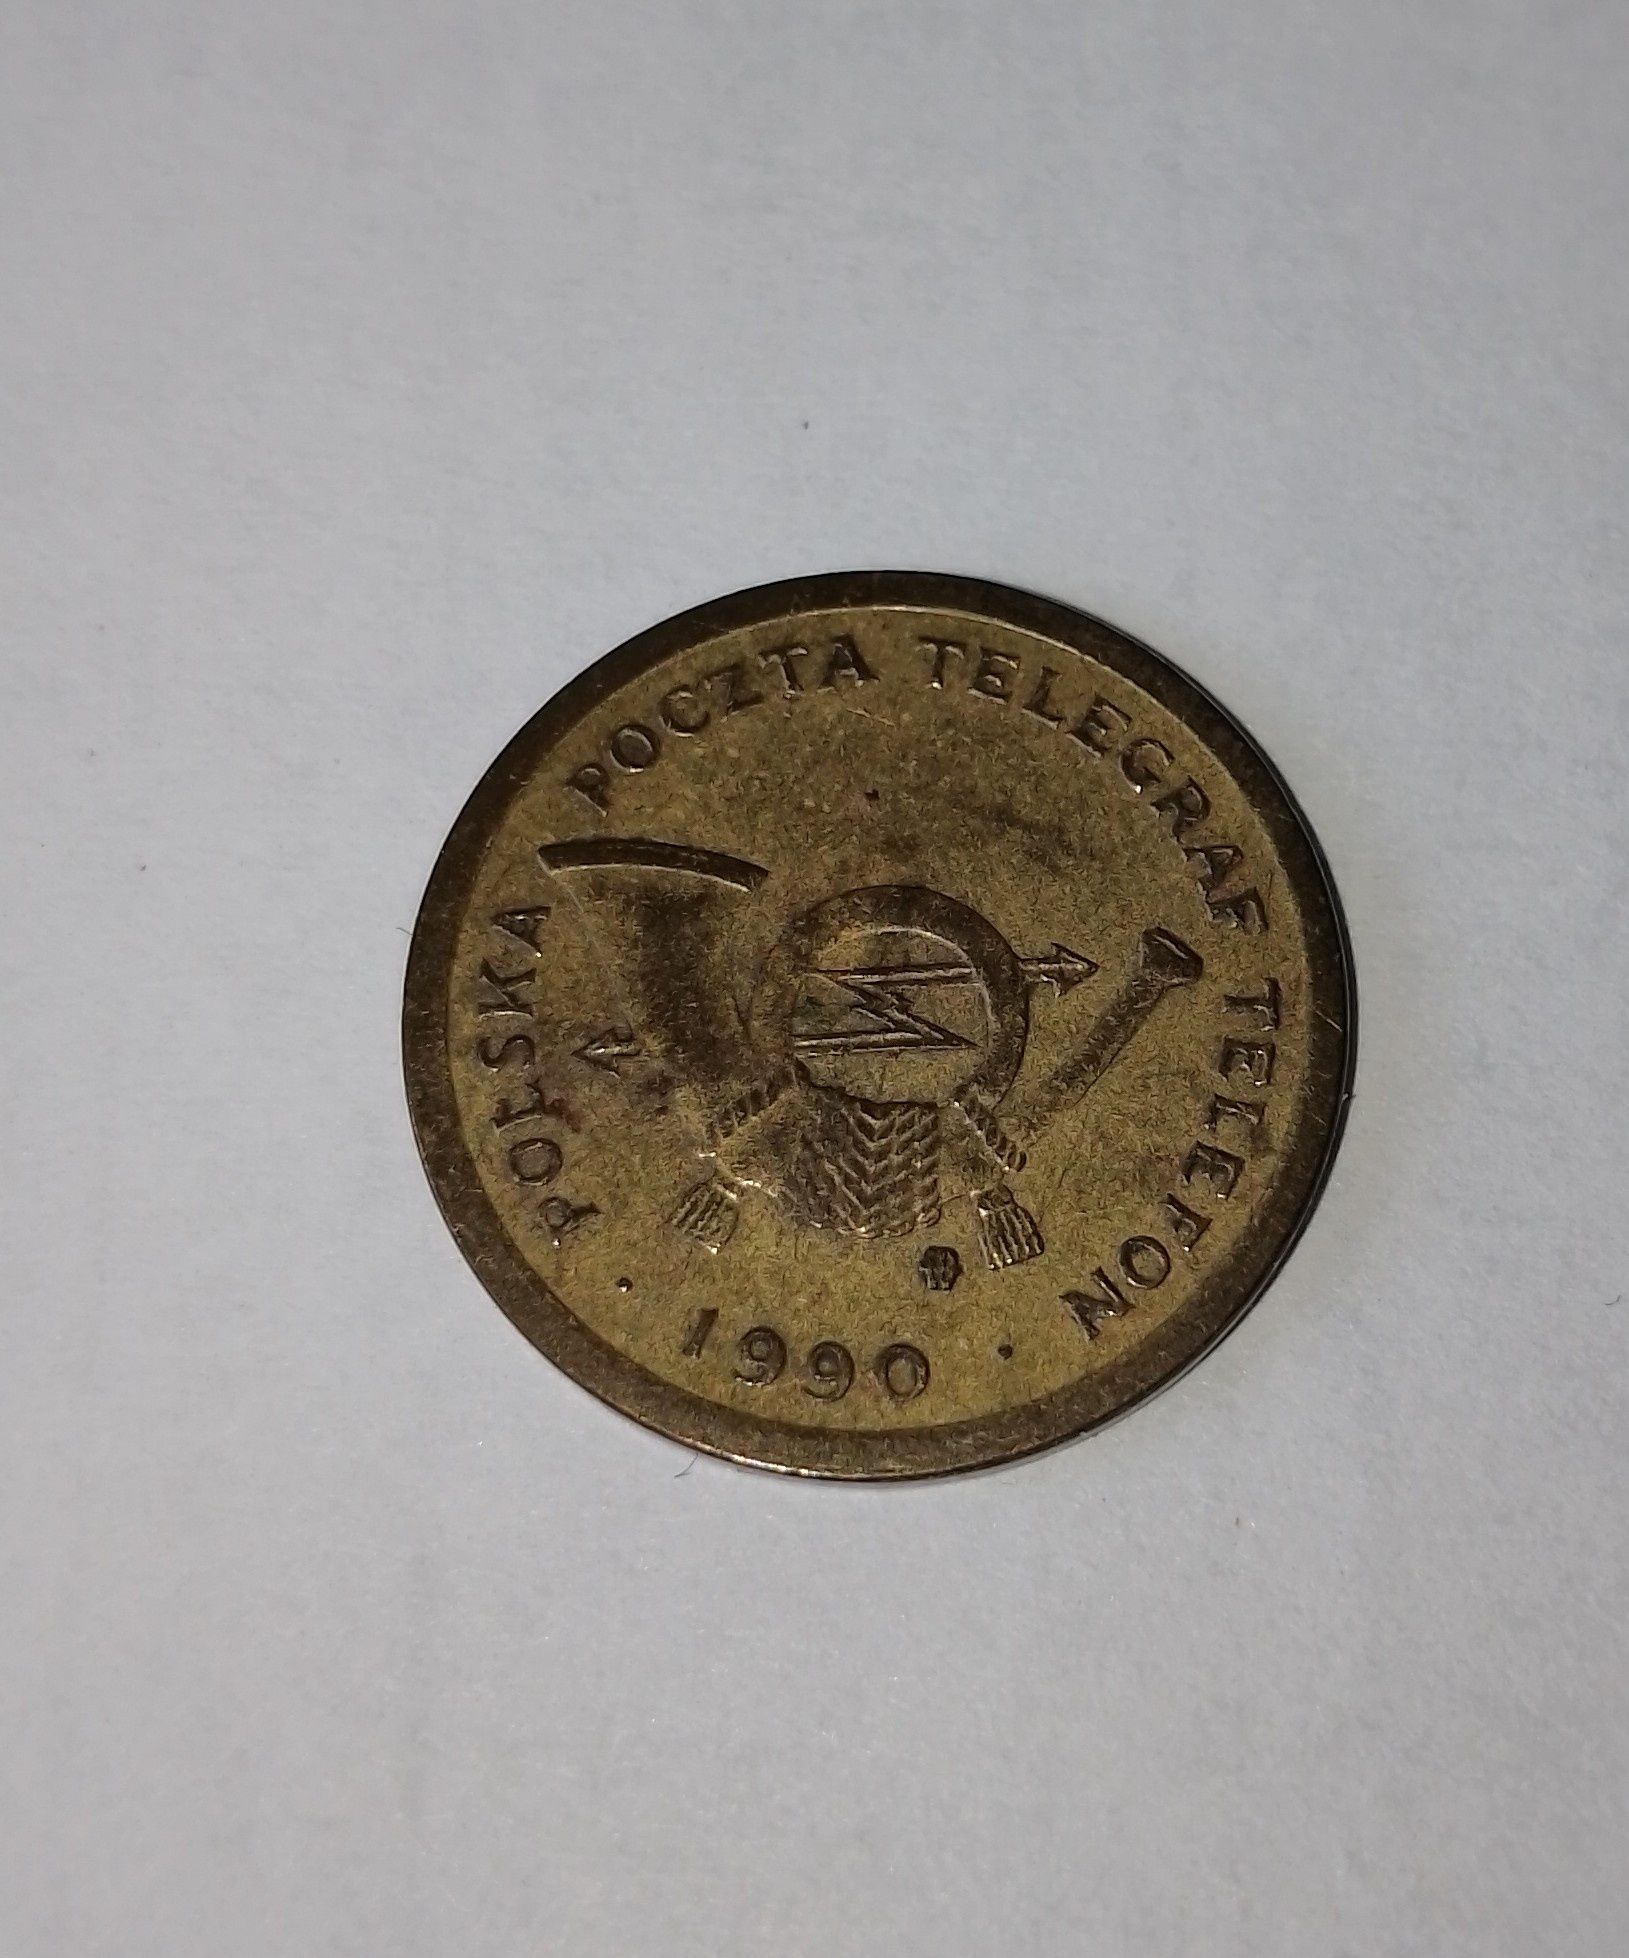 POLSKA POCZTA TELEGRAF TELEFON
· 1990 ·